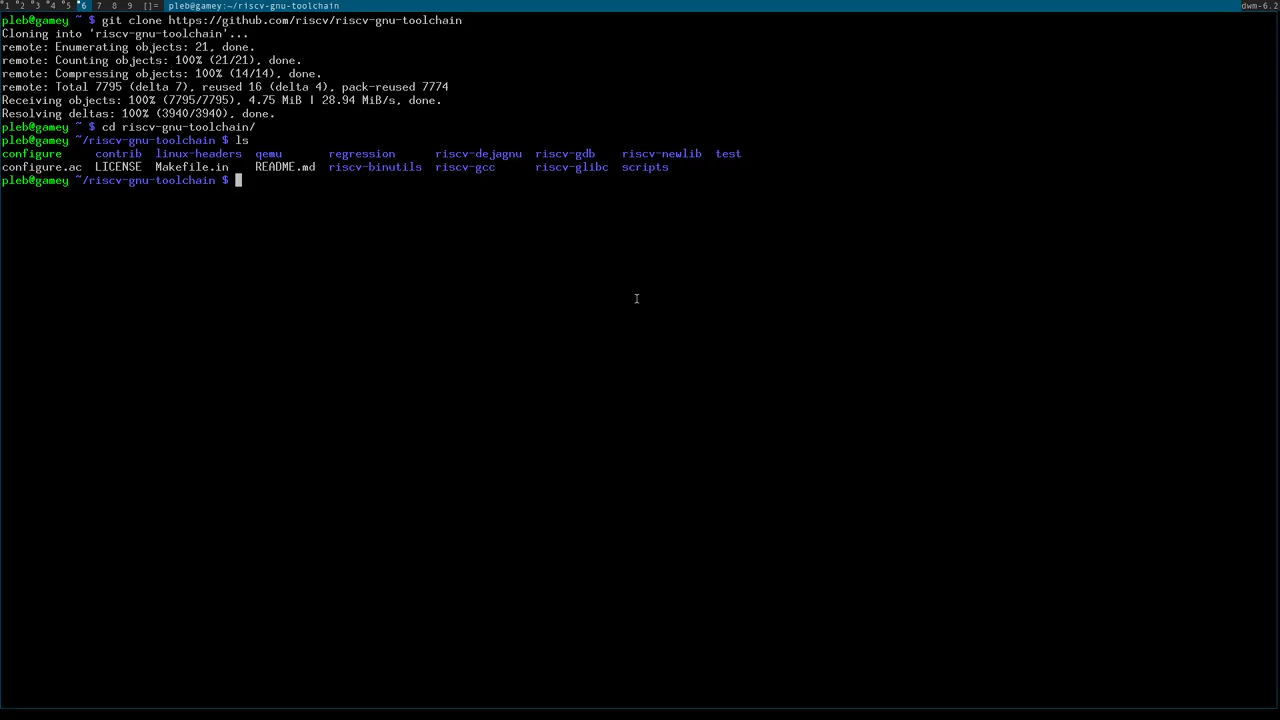 1 2 3 4 5 6 7 8 9 []= pleb@gamey:~/riscv-gnu-toolchain dwm-6.2
pleb@gamey ~ $ git clone https://github.com/riscv/riscv-gnu-toolchain
Cloning into 'riscv-gnu-toolchain'...
remote: Enumerating objects: 21, done.
remote: Counting objects: 100% (21/21), done.
remote: Compressing objects: 100% (14/14), done.
remote: Total 7795 (delta 7), reused 16 (delta 4), pack-reused 7774
Receiving objects: 100% (7795/7795), 4.75 MiB | 28.94 MiB/s, done.
Resolving deltas: 100% (3940/3940), done.
pleb@gamey ~ $ cd riscv-gnu-toolchain/
pleb@gamey ~/riscv-gnu-toolchain $ ls
configure contrib linux-headers qemu regression riscv-dejagnu riscv-gdb riscv-newlib test
configure.ac LICENSE Makefile.in README.md riscv-binutils riscv-gcc riscv-glibc scripts
pleb@gamey ~/riscv-gnu-toolchain $